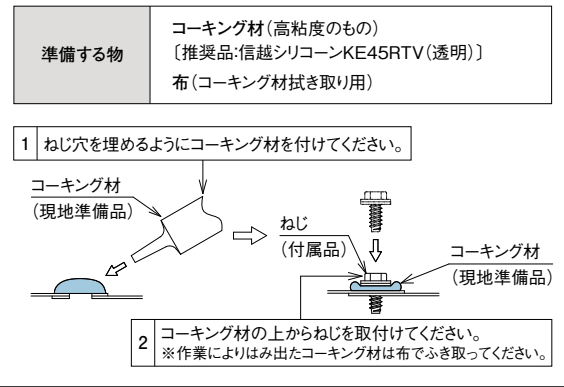 準備する物
コーキング材(高粘度のもの)
〔推奨品:信越シリコーンKE45RTV(透明)〕
布(コーキング材拭き取り用)
1 ねじ穴を埋めるようにコーキング材を付けてください。
コーキング材
(現地準備品)
ねじ
(付属品)
コーキング材
(現地準備品)
2 コーキング材の上からねじを取付けてください。
※作業によりはみ出たコーキング材は布でふき取ってください。